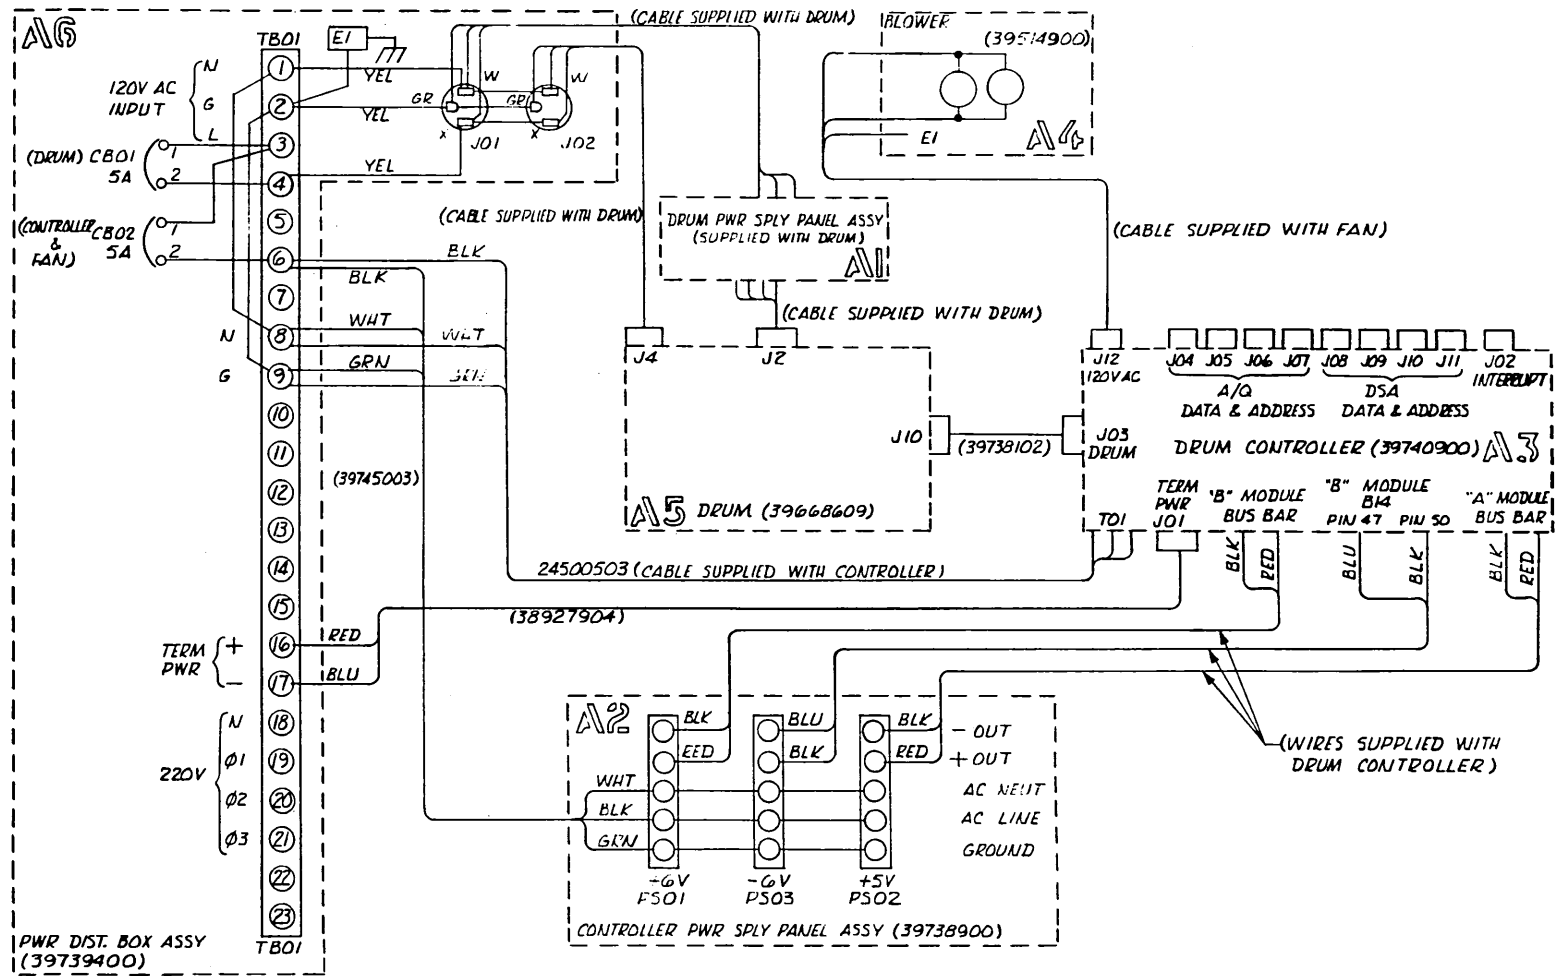 A6
TB01
E1
120V AC
INPUT
N
G
L
1
2
3
4
5
6
7
8
9
10
11
12
13
14
15
16
17
18
19
20
21
22
23
TB01
YEL
YEL
YEL
GR
W
X
J01
GR
W
X
J02
(DRUM) CB01
5A
1
2
(CONTROLLER
&
FAN)
CB02
5A
1
2
BLK
BLK
WHT
GRN
N
G
(39745003)
TERM
PWR
+
-
RED
BLU
220V
N
Ø1
Ø2
Ø3
PWR DIST. BOX ASSY
(39739400)
(CABLE SUPPLIED WITH DRUM)
(CABLE SUPPLIED WITH DRUM)
DRUM PWR SPLY PANEL ASSY
(SUPPLIED WITH DRUM)
A1
(CABLE SUPPLIED WITH DRUM)
BLOWER
E1
A4
(CABLE SUPPLIED WITH FAN)
J4
J2
J10
A5 DRUM (39668609)
(39738102)
J12
120V AC
J04
J05
J06
J07
J08
J09
J10
J11
J02
INTERRUPT
A/Q
DATA & ADDRESS
DSA
DATA & ADDRESS
J03
DRUM
DRUM CONTROLLER (39740900) A3
T01
TERM
PWR
J01
"B" MODULE
BUS BAR
"B" MODULE
B14
PIN 47
PIN 50
"A" MODULE
BUS BAR
BLK
RED
BLU
BLK
BLK
RED
24500503 (CABLE SUPPLIED WITH CONTROLLER)
(38927904)
A2
BLK
RED
BLU
BLK
BLK
RED
- OUT
+ OUT
WHT
BLK
GRN
AC NEUT
AC LINE
GROUND
+6V
PS01
-6V
PS03
+5V
PS02
CONTROLLER PWR SPLY PANEL ASSY (39738900)
(WIRES SUPPLIED WITH
DRUM CONTROLLER)